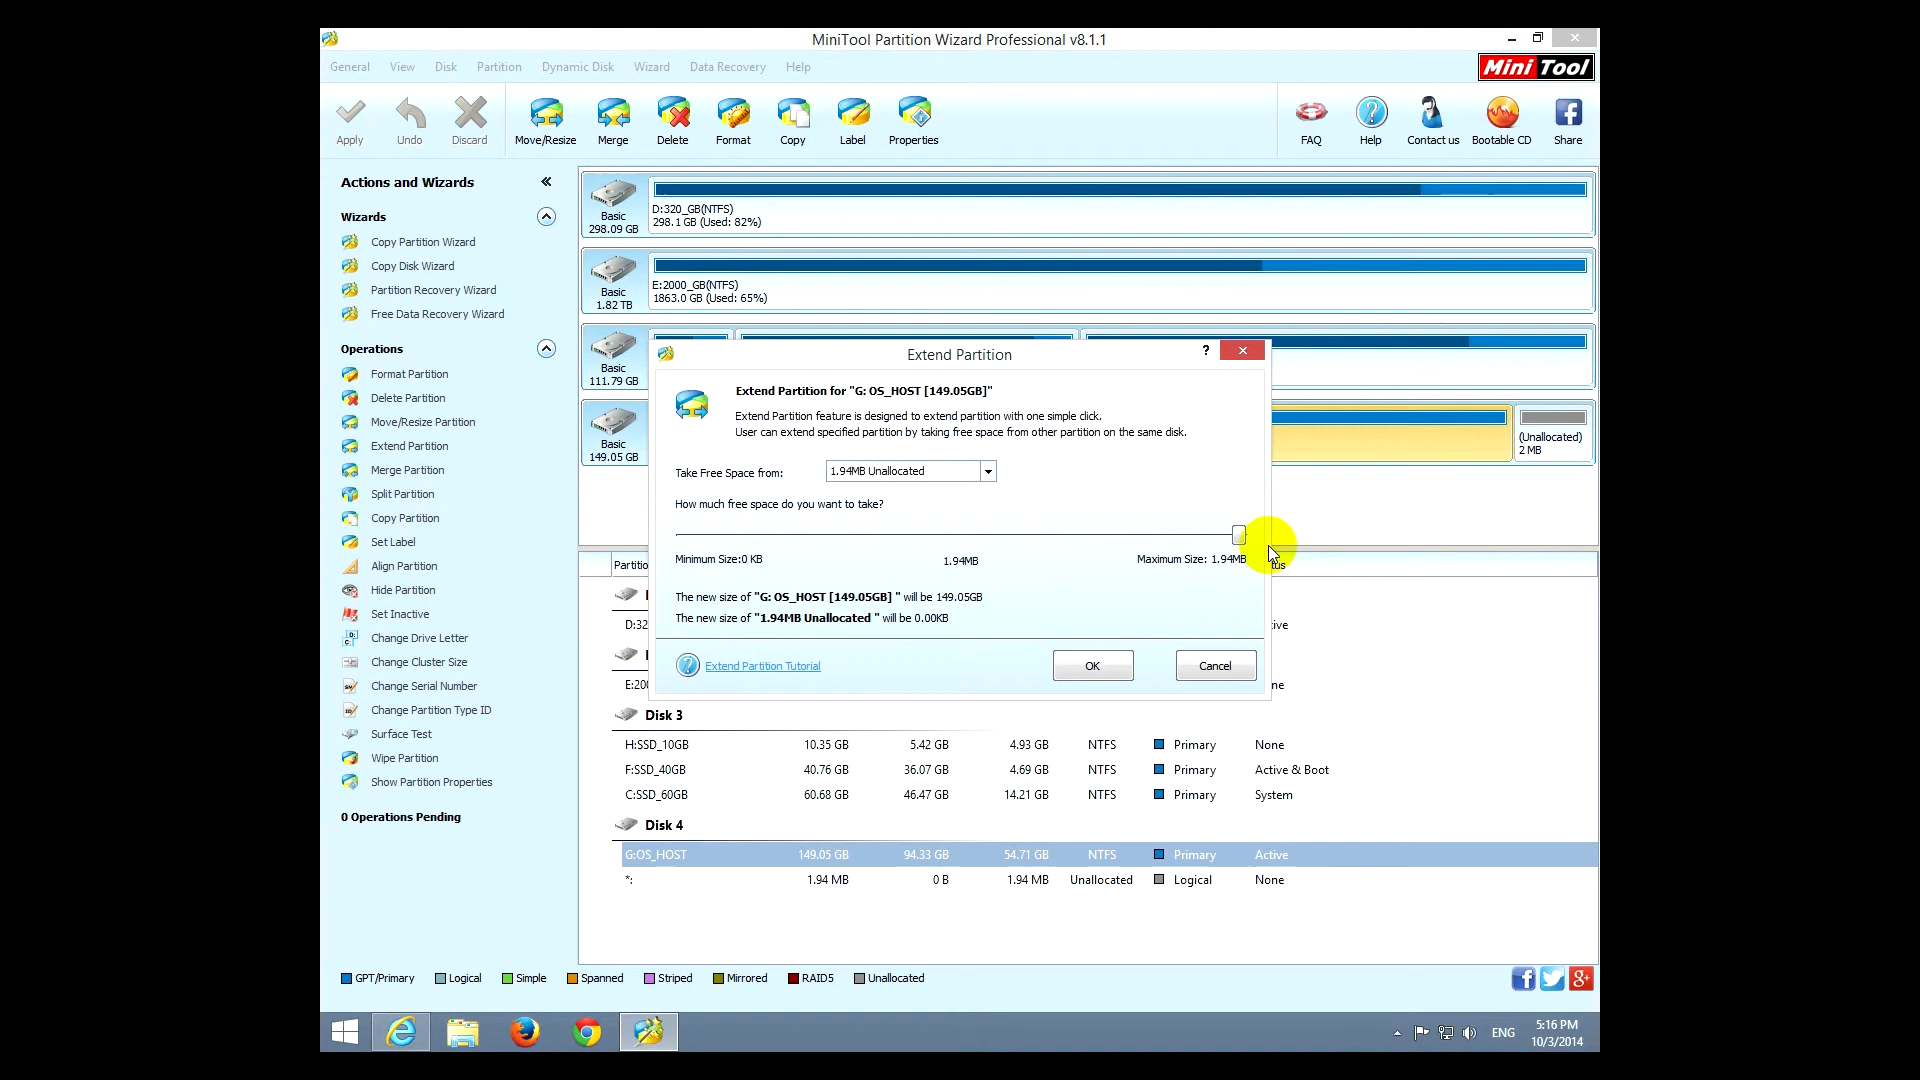 MiniTool Partition Wizard Professional v8.1.1
General View Disk Partition Dynamic Disk Wizard Data Recovery Help
Mini Tool
Apply Undo Discard Move/Resize Merge Delete Format Copy Label Properties FAQ Help Contact us Bootable CD Share
Actions and Wizards
Wizards
Copy Partition Wizard
Copy Disk Wizard
Partition Recovery Wizard
Free Data Recovery Wizard
Operations
Format Partition
Delete Partition
Move/Resize Partition
Extend Partition
Merge Partition
Split Partition
Copy Partition
Set Label
Align Partition
Hide Partition
Set Inactive
Change Drive Letter
Change Cluster Size
Change Serial Number
Change Partition Type ID
Surface Test
Wipe Partition
Show Partition Properties
0 Operations Pending
Basic
298.09 GB
D:320_GB(NTFS)
298.1 GB (Used: 82%)
Basic
1.82 TB
E:2000_GB(NTFS)
1863.0 GB (Used: 65%)
Basic
111.79 GB
Basic
149.05 GB
(Unallocated)
2 MB
Extend Partition
?
Extend Partition for "G: OS_HOST [149.05GB]"
Extend Partition feature is designed to extend partition with one simple click.
User can extend specified partition by taking free space from other partition on the same disk.
Take Free Space from: 1.94MB Unallocated
How much free space do you want to take?
Minimum Size:0 KB 1.94MB Maximum Size: 1.94MB
The new size of "G: OS_HOST [149.05GB] " will be 149.05GB
The new size of "1.94MB Unallocated " will be 0.00KB
Extend Partition Tutorial OK Cancel
Partitio tus
D:32 ive
E:200 ne
Disk 3
H:SSD_10GB 10.35 GB 5.42 GB 4.93 GB NTFS Primary None
F:SSD_40GB 40.76 GB 36.07 GB 4.69 GB NTFS Primary Active & Boot
C:SSD_60GB 60.68 GB 46.47 GB 14.21 GB NTFS Primary System
Disk 4
G:OS_HOST 149.05 GB 94.33 GB 54.71 GB NTFS Primary Active
*: 1.94 MB 0 B 1.94 MB Unallocated Logical None
GPT/Primary Logical Simple Spanned Striped Mirrored RAID5 Unallocated
ENG
5:16 PM
10/3/2014